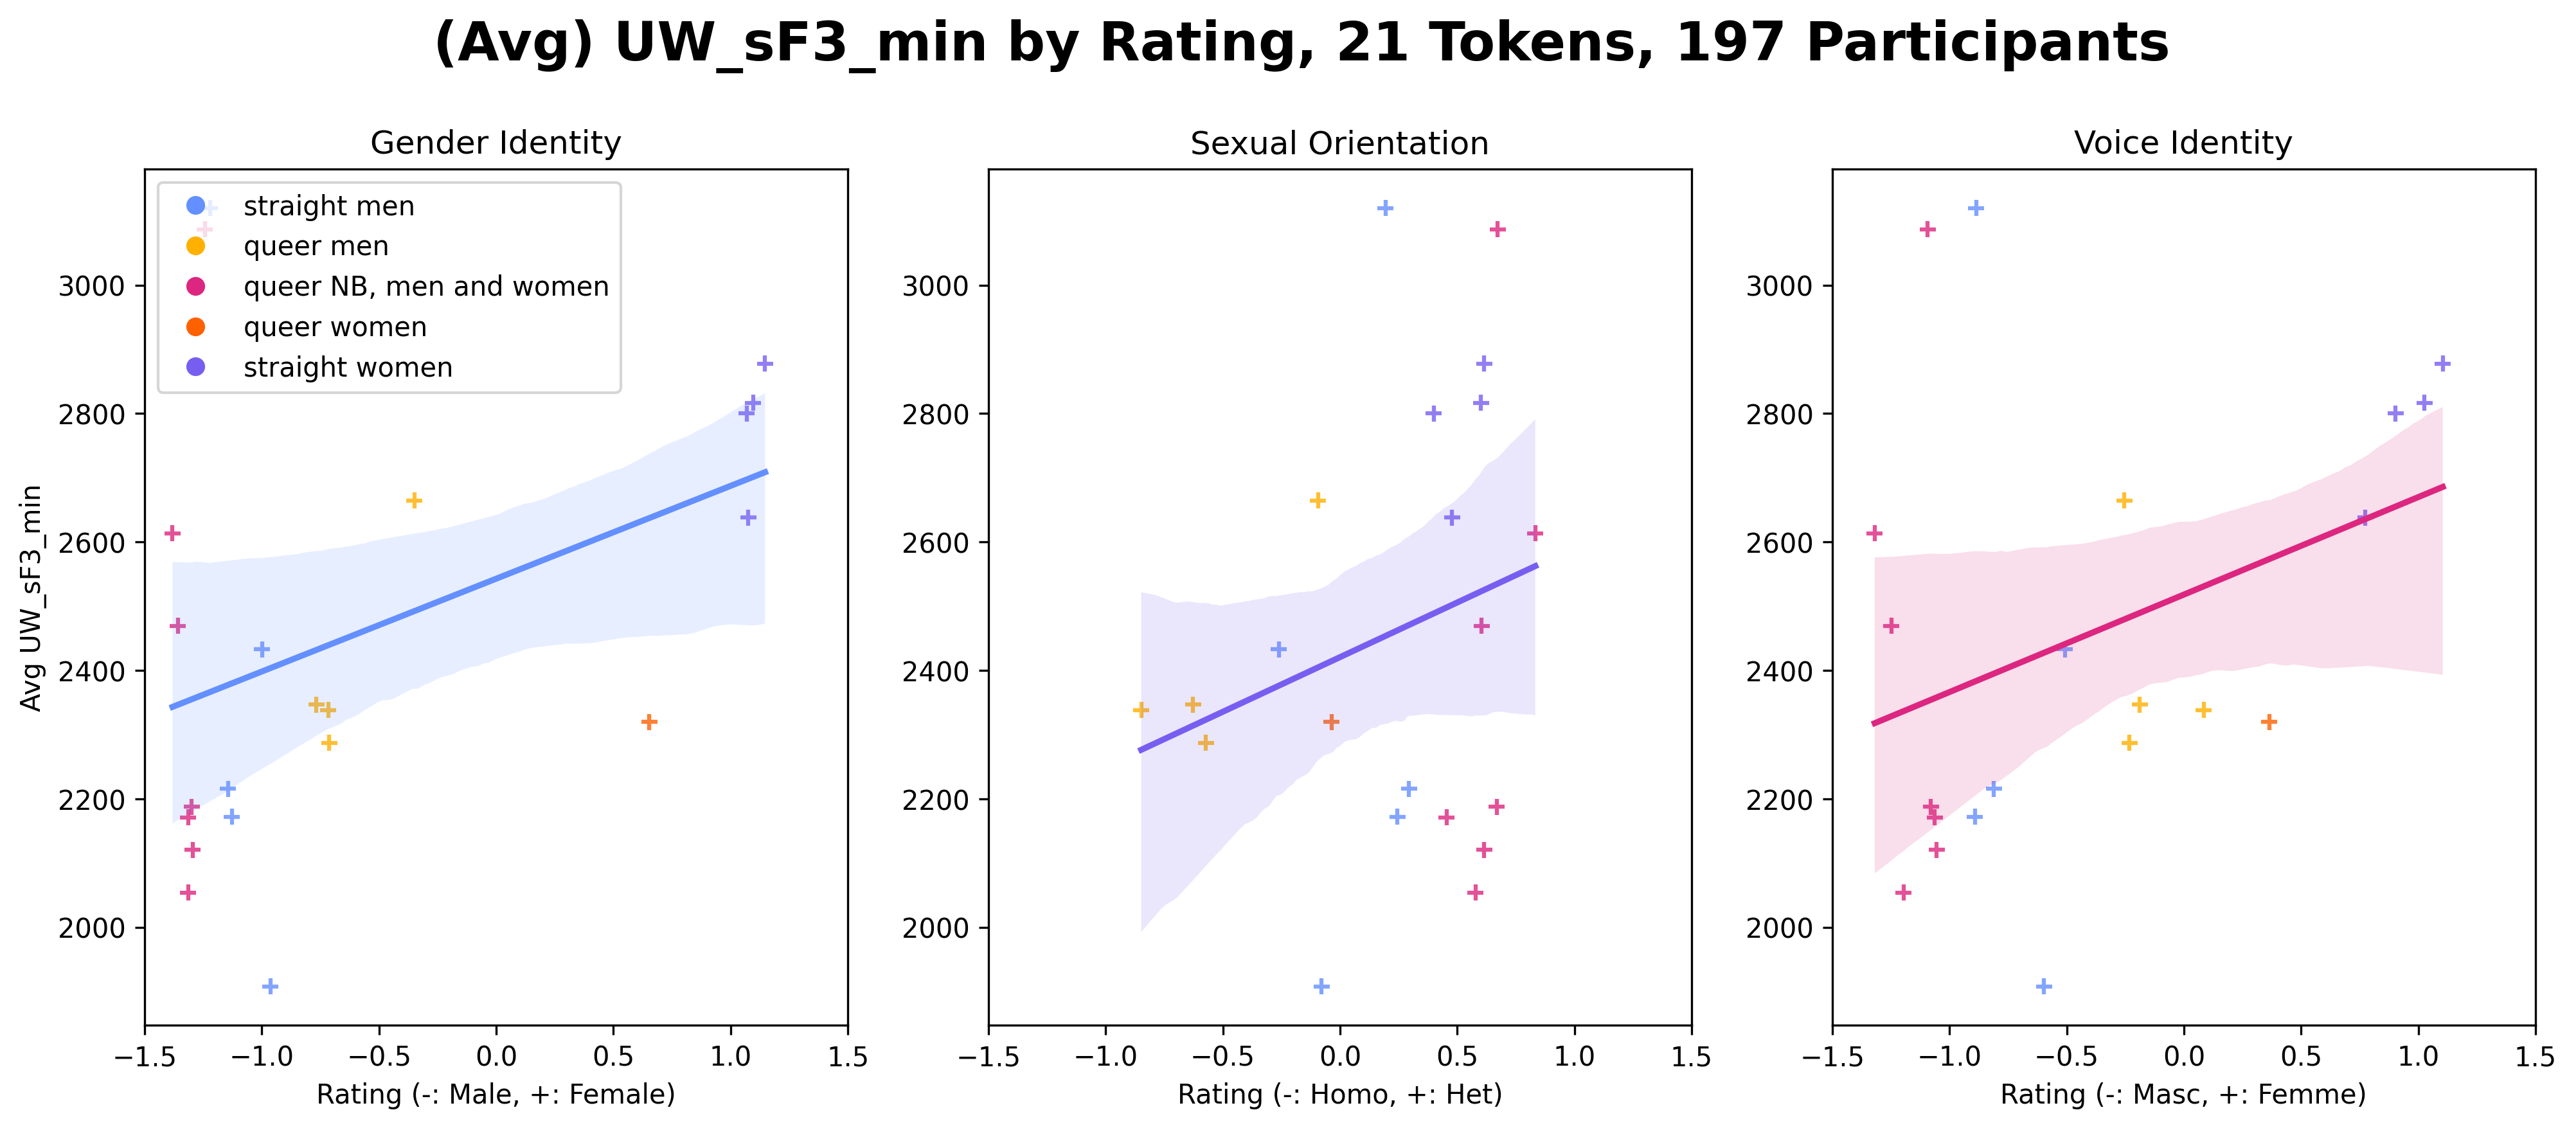 (Avg) UW_sF3_min by Rating, 21 Tokens, 197 Participants
Gender Identity
straight men
queer men
queer NB, men and women
queer women
straight women
Avg UW_sF3_min
3000
2800
2600
2400
2200
2000
−1.5 −1.0 −0.5 0.0 0.5 1.0 1.5
Rating (-: Male, +: Female)
Sexual Orientation
3000
2800
2600
2400
2200
2000
−1.5 −1.0 −0.5 0.0 0.5 1.0 1.5
Rating (-: Homo, +: Het)
Voice Identity
3000
2800
2600
2400
2200
2000
−1.5 −1.0 −0.5 0.0 0.5 1.0 1.5
Rating (-: Masc, +: Femme)